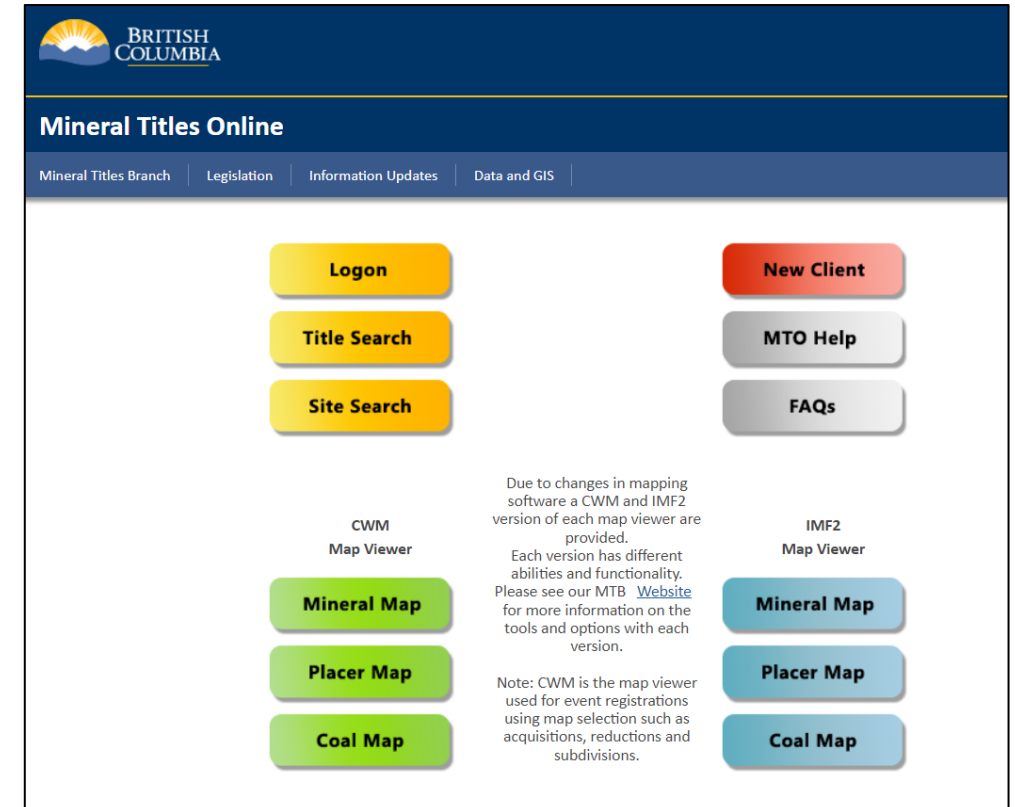 BRITISH
COLUMBIA
Mineral Titles Online
Mineral Titles Branch
Legislation
Information Updates
Data and GIS
Logon
New Client
Title Search
MTO Help
Site Search
FAQs
CWM
Map Viewer
Due to changes in mapping
software a CWM and IMF2
version of each map viewer are
provided.
Each version has different
abilities and functionality.
Please see our MTB Website
for more information on the
tools and options with each
version.
Note: CWM is the map viewer
used for event registrations
using map selection such as
acquisitions, reductions and
subdivisions.
IMF2
Map Viewer
Mineral Map
Placer Map
Coal Map
Mineral Map
Placer Map
Coal Map